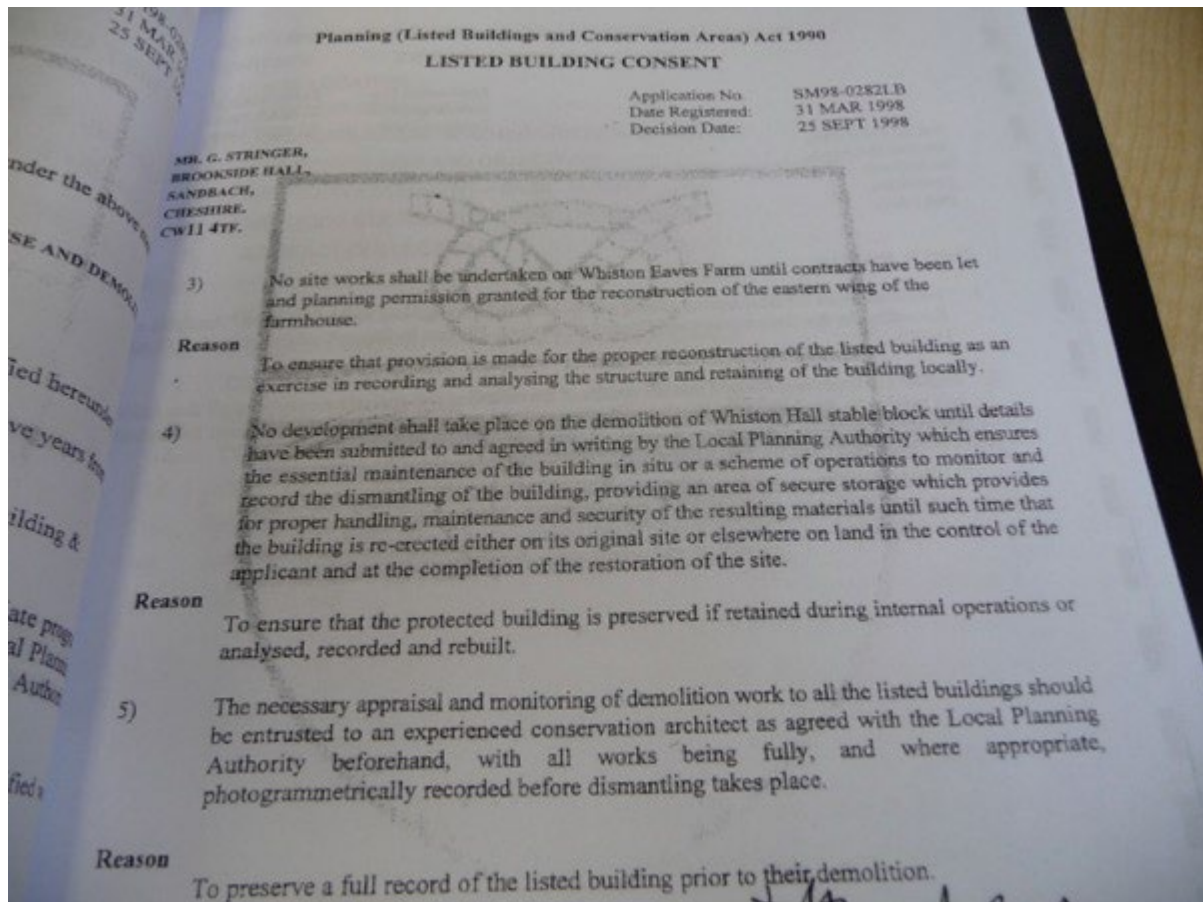 31 MAR
25 SEPT
nder the above
SE AND DEMOL
fied hereunde
ve years from
ilding &
ate prog
al Plann
Autho
fied
Planning (Listed Buildings and Conservation Areas) Act 1990
LISTED BUILDING CONSENT
Application No. SM98-0282LB
Date Registered: 31 MAR 1998
Decision Date: 25 SEPT 1998
MR. G. STRINGER,
BROOKSIDE HALL,
SANDBACH,
CHESHIRE.
CW11 4TF.
3) No site works shall be undertaken on Whiston Eaves Farm until contracts have been let
and planning permission granted for the reconstruction of the eastern wing of the
farmhouse.
Reason
To ensure that provision is made for the proper reconstruction of the listed building as an
exercise in recording and analysing the structure and retaining of the building locally.
4) No development shall take place on the demolition of Whiston Hall stable block until details
have been submitted to and agreed in writing by the Local Planning Authority which ensures
the essential maintenance of the building in situ or a scheme of operations to monitor and
record the dismantling of the building, providing an area of secure storage which provides
for proper handling, maintenance and security of the resulting materials until such time that
the building is re-erected either on its original site or elsewhere on land in the control of the
applicant and at the completion of the restoration of the site.
Reason
To ensure that the protected building is preserved if retained during internal operations or
analysed, recorded and rebuilt.
5) The necessary appraisal and monitoring of demolition work to all the listed buildings should
be entrusted to an experienced conservation architect as agreed with the Local Planning
Authority beforehand, with all works being fully, and where appropriate,
photogrammetrically recorded before dismantling takes place.
Reason
To preserve a full record of the listed building prior to their demolition.